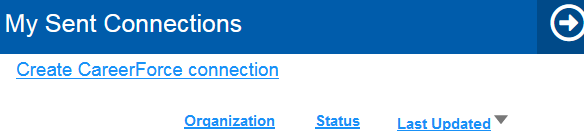 My Sent Connections
Create CareerForce connection
Organization Status Last Updated